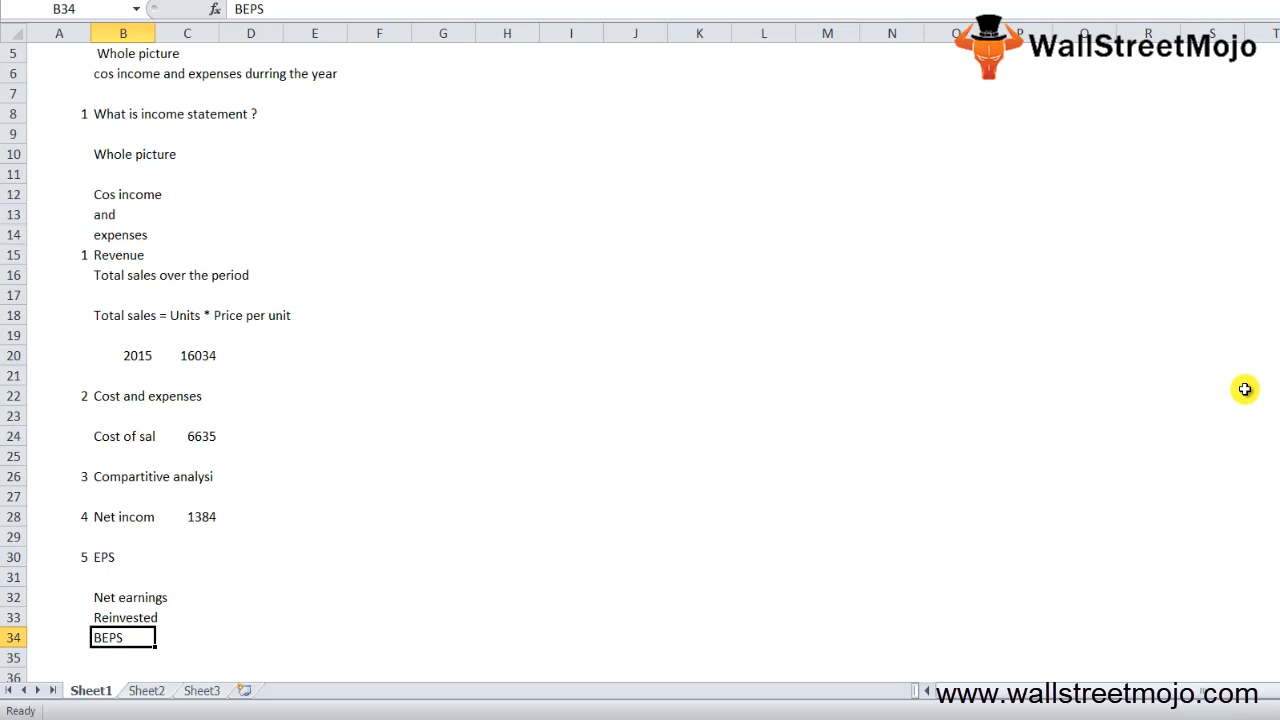 B34 fx BEPS
A B C D E F G H I J K L M N O P Q R S T
WallStreetMojo
5 Whole picture
6 cos income and expenses durring the year
7
8 1 What is income statement ?
9
10 Whole picture
11
12 Cos income
13 and
14 expenses
15 1 Revenue
16 Total sales over the period
17
18 Total sales = Units * Price per unit
19
20 2015 16034
21
22 2 Cost and expenses
23
24 Cost of sal 6635
25
26 3 Compartitive analysi
27
28 4 Net incom 1384
29
30 5 EPS
31
32 Net earnings
33 Reinvested
34 BEPS
35
36
Sheet1 Sheet2 Sheet3
www.wallstreetmojo.com
Ready